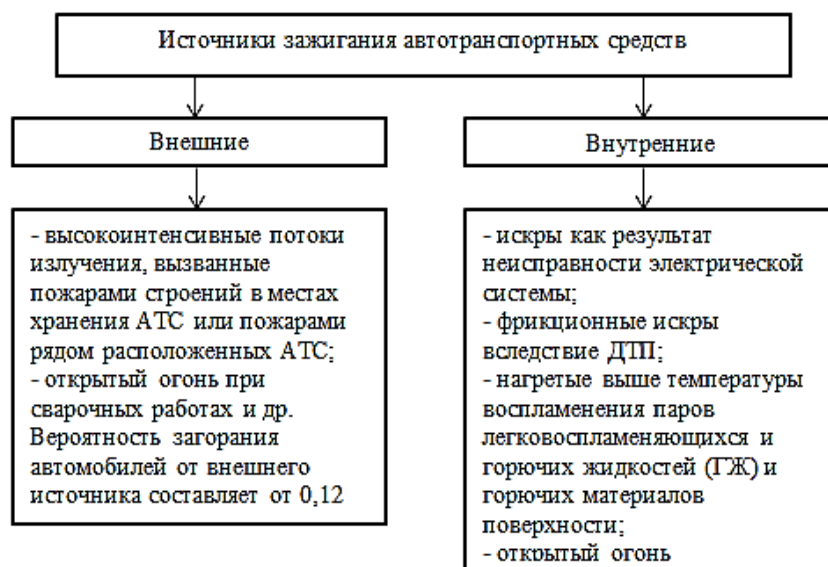 Источники зажигания автотранспортных средств
Внешние
Внутренние
- высокоинтенсивные потоки
излучения, вызванные
пожарами строений в местах
хранения АТС или пожарами
рядом расположенных АТС;
- открытый огонь при
сварочных работах и др.
Вероятность загорания
автомобилей от внешнего
источника составляет от 0,12
- искры как результат
неисправности электрической
системы;
- фрикционные искры
вследствие ДТП;
- нагретые выше температуры
воспламенения паров
легковоспламеняющихся и
горючих жидкостей (ГЖ) и
горючих материалов
поверхности;
- открытый огонь